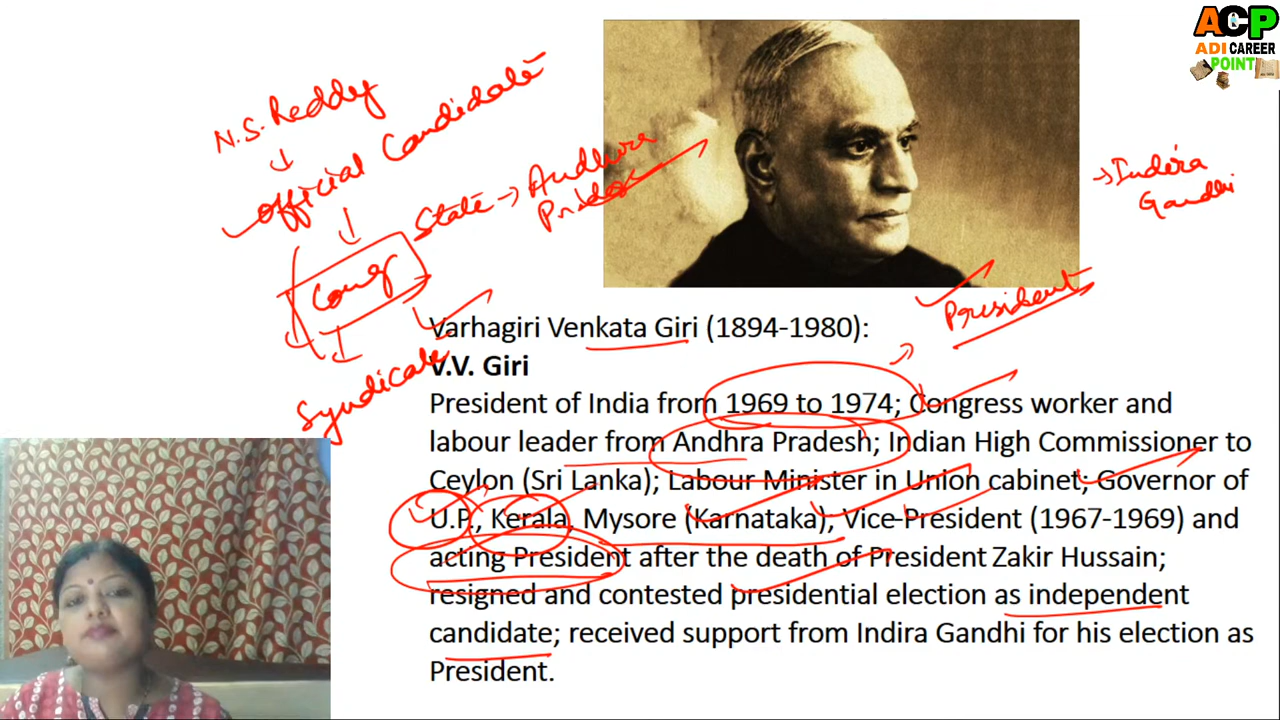 ACP
ADI CAREER
POINT
N.S. Reddy
Official Candidate
State → Andhra
Prades
Cong
Syndicate
→ Indira
Gandhi
President
Varhagiri Venkata Giri (1894-1980):
V.V. Giri
President of India from 1969 to 1974; Congress worker and
labour leader from Andhra Pradesh; Indian High Commissioner to
Ceylon (Sri Lanka); Labour Minister in Union cabinet; Governor of
U.P., Kerala, Mysore (Karnataka), Vice-President (1967-1969) and
acting President after the death of President Zakir Hussain;
resigned and contested presidential election as independent
candidate; received support from Indira Gandhi for his election as
President.